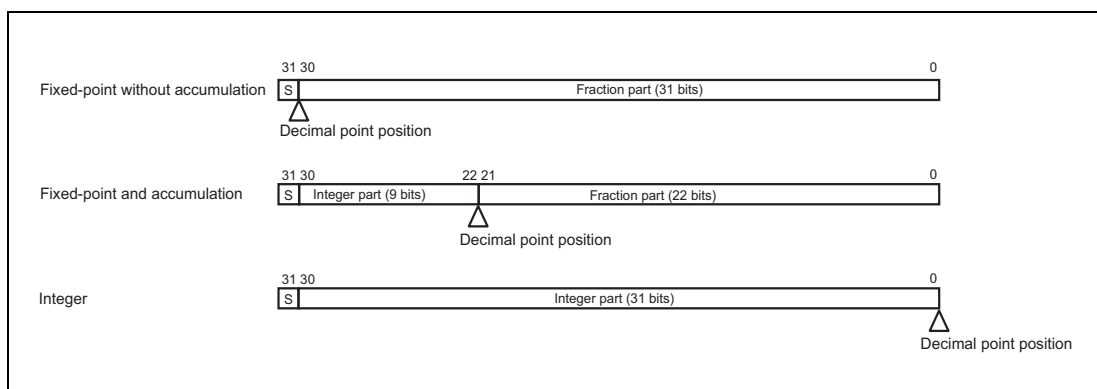 31 30 0
Fixed-point without accumulation S Fraction part (31 bits)
Decimal point position
31 30 22 21 0
Fixed-point and accumulation S Integer part (9 bits) Fraction part (22 bits)
Decimal point position
31 30 0
Integer S Integer part (31 bits)
Decimal point position